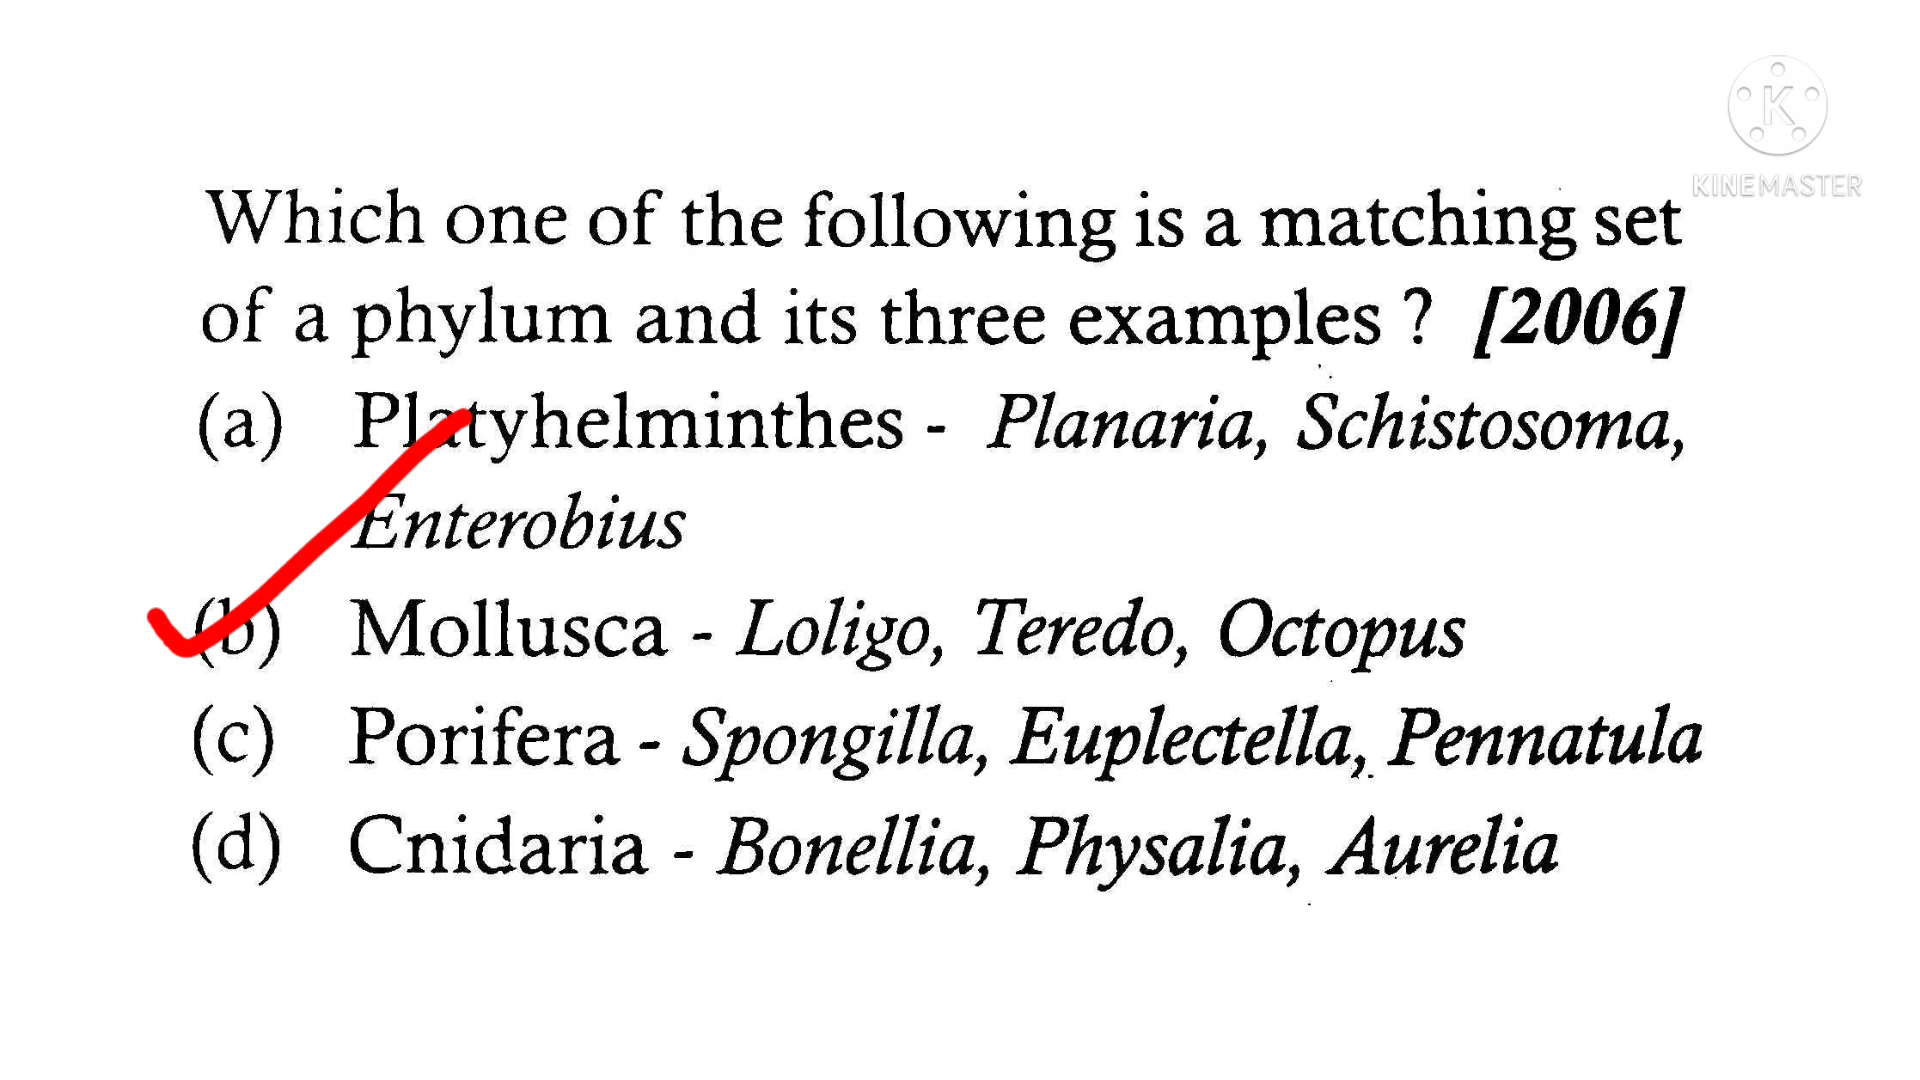 KINEMASTER
Which one of the following is a matching set
of a phylum and its three examples ? [2006]
(a) Platyhelminthes - Planaria, Schistosoma,
Enterobius
(b) Mollusca - Loligo, Teredo, Octopus
(c) Porifera - Spongilla, Euplectella, Pennatula
(d) Cnidaria - Bonellia, Physalia, Aurelia